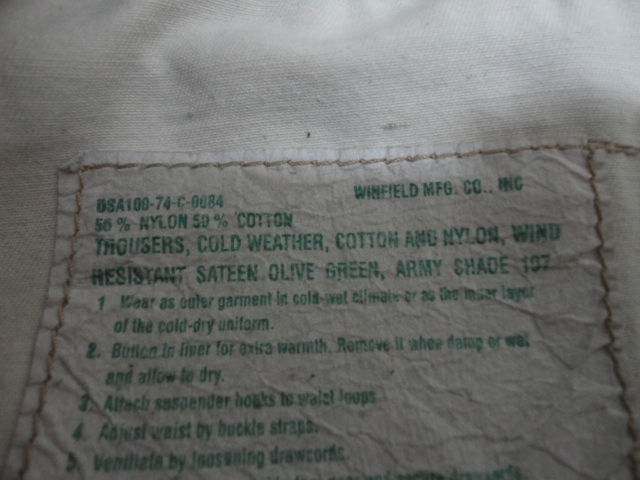 DSA100-74-C-0084 WINFIELD MFG. CO., INC
50 % NYLON 50 % COTTON
TROUSERS, COLD WEATHER, COTTON AND NYLON, WIND
RESISTANT SATEEN OLIVE GREEN, ARMY SHADE 107
1 Wear as outer garment in cold-wet climate or as the inner layer
of the cold-dry uniform.
2. Button in liner for extra warmth. Remove it when damp or wet
and allow to dry.
3. Attach suspender hooks to waist loops
4. Adjust waist by buckle straps.
5. Ventilate by loosening drawcords.